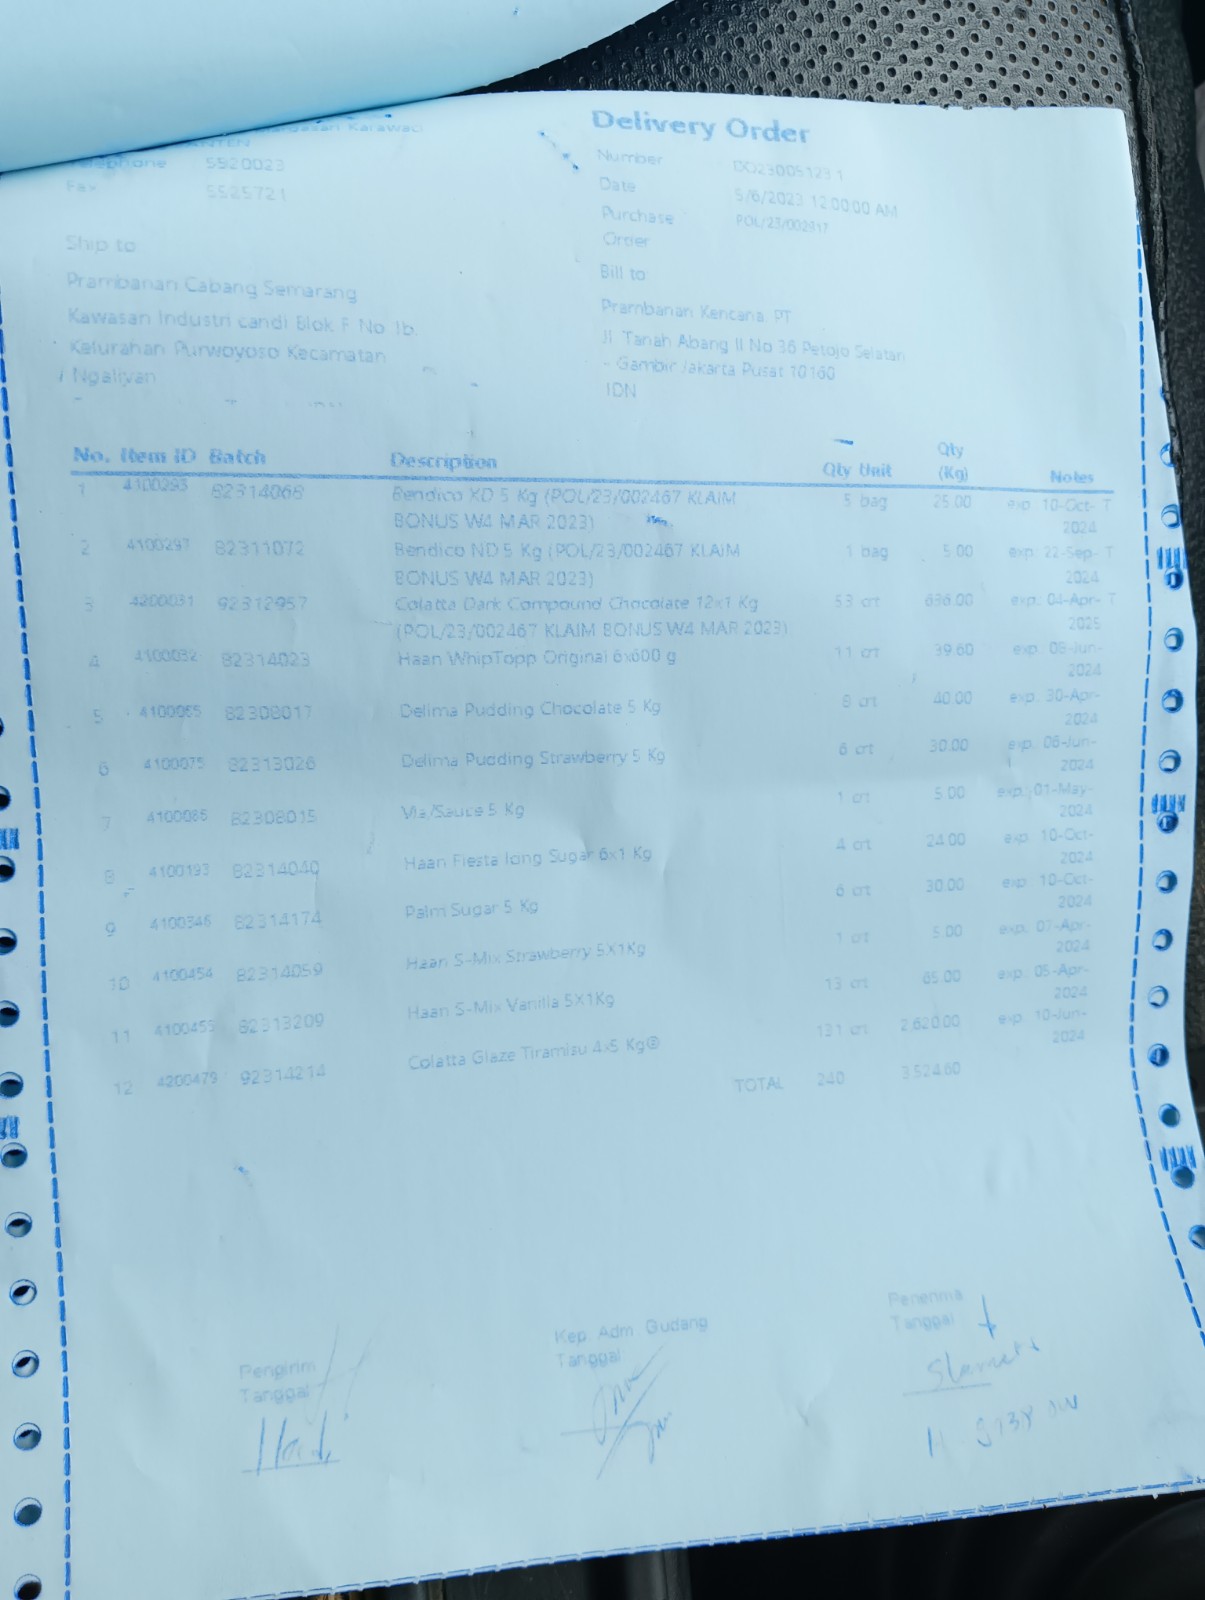 Karawaci
Delivery Order
Telephone 5520023
Fax 5525721
Number
Date 5/6/2023 12:00:00 AM
Purchase Order POL/23/002917
Ship to
Prambanan Cabang Semarang
Kawasan Industri candi Blok F No 1b.
Kelurahan Purwoyoso Kecamatan
Ngaliyan
Bill to
Prambanan Kencana PT
Jl Tanah Abang II No 36 Petojo Selatan
- Gambir Jakarta Pusat 10160
IDN
No. Item ID Batch Description Qty Unit Qty (Kg) Notes
1 4100293 82314068 Bendico XD 5 Kg (POL/23/002467 KLAIM 5 bag 25.00 exp: 10-Oct- T
BONUS W4 MAR 2023) 2024
2 4100297 82311072 Bendico ND 5 Kg (POL/23/002467 KLAIM 1 bag 5.00 exp: 22-Sep- T
BONUS W4 MAR 2023) 2024
3 4200031 92312957 Colatta Dark Compound Chocolate 12x1 Kg 53 crt 636.00 exp: 04-Apr- T
(POL/23/002467 KLAIM BONUS W4 MAR 2023) 2025
4 4100032 82314023 Haan WhipTopp Original 6x600 g 11 crt 39.60 exp: 06-Jun-
2024
5 4100065 82308017 Delima Pudding Chocolate 5 Kg 8 crt 40.00 exp: 30-Apr-
2024
6 4100075 82313026 Delima Pudding Strawberry 5 Kg 6 crt 30.00 exp: 06-Jun-
2024
7 4100085 82308015 Vla/Sauce 5 Kg 1 crt 5.00 exp: 01-May-
2024
8 4100193 82314040 Haan Fiesta Icing Sugar 6x1 Kg 4 crt 24.00 exp: 10-Oct-
2024
9 4100346 82314174 Palm Sugar 5 Kg 6 crt 30.00 exp: 10-Oct-
2024
10 4100454 82314059 Haan S-Mix Strawberry 5X1Kg 1 crt 5.00 exp: 07-Apr-
2024
11 4100455 82313209 Haan S-Mix Vanilla 5X1Kg 13 crt 65.00 exp: 05-Apr-
2024
12 4200479 92314214 Colatta Glaze Tiramisu 4x5 Kg® 131 crt 2,620.00 exp: 10-Jun-
2024
TOTAL 240 3.524.60
Pengirim
Tanggal
Kep. Adm. Gudang
Tanggal
Penerima
Tanggal